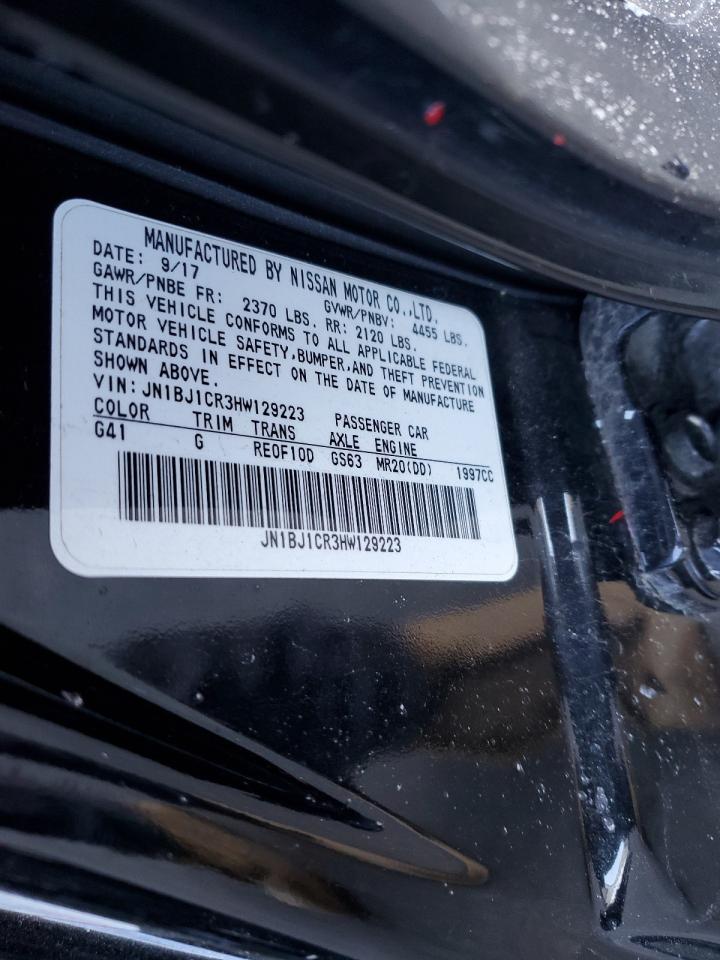 MANUFACTURED BY NISSAN MOTOR CO.,LTD.
DATE: 9/17 GVWR/PNBV: 4455 LBS.
GAWR/PNBE FR: 2370 LBS. RR: 2120 LBS.
THIS VEHICLE CONFORMS TO ALL APPLICABLE FEDERAL
MOTOR VEHICLE SAFETY,BUMPER,AND THEFT PREVENTION
STANDARDS IN EFFECT ON THE DATE OF MANUFACTURE
SHOWN ABOVE.
VIN: JN1BJ1CR3HW129223 PASSENGER CAR
COLOR TRIM TRANS AXLE ENGINE
G41 G RE0F10D GS63 MR20(DD) 1997CC
JN1BJ1CR3HW129223